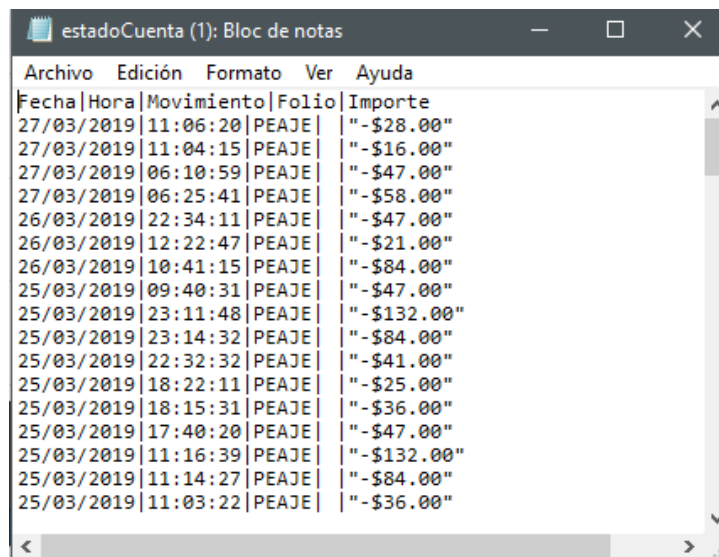 estadoCuenta (1): Bloc de notas
Archivo Edición Formato Ver Ayuda
Fecha|Hora|Movimiento|Folio|Importe
27/03/2019|11:06:20|PEAJE| |"-$28.00"
27/03/2019|11:04:15|PEAJE| |"-$16.00"
27/03/2019|06:10:59|PEAJE| |"-$47.00"
27/03/2019|06:25:41|PEAJE| |"-$58.00"
26/03/2019|22:34:11|PEAJE| |"-$47.00"
26/03/2019|12:22:47|PEAJE| |"-$21.00"
26/03/2019|10:41:15|PEAJE| |"-$84.00"
25/03/2019|09:40:31|PEAJE| |"-$47.00"
25/03/2019|23:11:48|PEAJE| |"-$132.00"
25/03/2019|23:14:32|PEAJE| |"-$84.00"
25/03/2019|22:32:32|PEAJE| |"-$41.00"
25/03/2019|18:22:11|PEAJE| |"-$25.00"
25/03/2019|18:15:31|PEAJE| |"-$36.00"
25/03/2019|17:40:20|PEAJE| |"-$47.00"
25/03/2019|11:16:39|PEAJE| |"-$132.00"
25/03/2019|11:14:27|PEAJE| |"-$84.00"
25/03/2019|11:03:22|PEAJE| |"-$36.00"